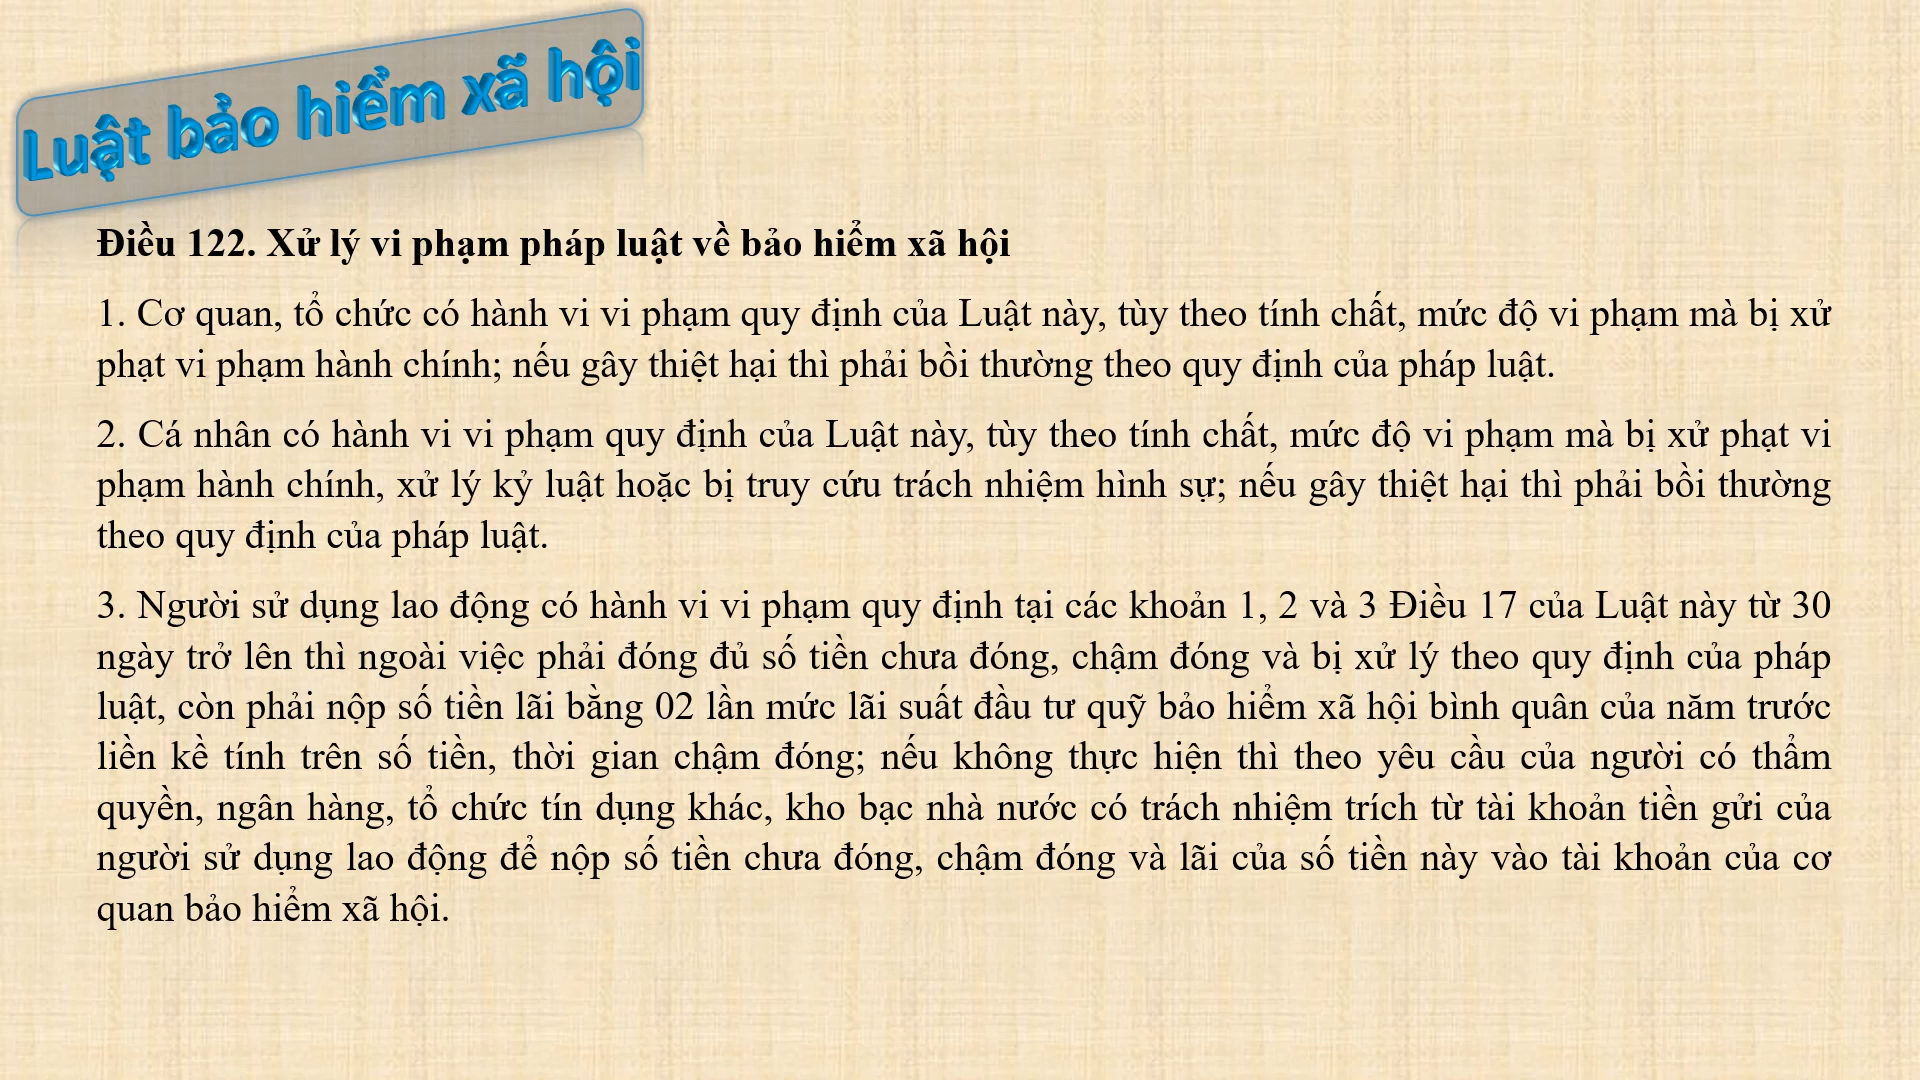 Luật bảo hiểm xã hội
Điều 122. Xử lý vi phạm pháp luật về bảo hiểm xã hội
1. Cơ quan, tổ chức có hành vi vi phạm quy định của Luật này, tùy theo tính chất, mức độ vi phạm mà bị xử
phạt vi phạm hành chính; nếu gây thiệt hại thì phải bồi thường theo quy định của pháp luật.
2. Cá nhân có hành vi vi phạm quy định của Luật này, tùy theo tính chất, mức độ vi phạm mà bị xử phạt vi
phạm hành chính, xử lý kỷ luật hoặc bị truy cứu trách nhiệm hình sự; nếu gây thiệt hại thì phải bồi thường
theo quy định của pháp luật.
3. Người sử dụng lao động có hành vi vi phạm quy định tại các khoản 1, 2 và 3 Điều 17 của Luật này từ 30
ngày trở lên thì ngoài việc phải đóng đủ số tiền chưa đóng, chậm đóng và bị xử lý theo quy định của pháp
luật, còn phải nộp số tiền lãi bằng 02 lần mức lãi suất đầu tư quỹ bảo hiểm xã hội bình quân của năm trước
liền kề tính trên số tiền, thời gian chậm đóng; nếu không thực hiện thì theo yêu cầu của người có thẩm
quyền, ngân hàng, tổ chức tín dụng khác, kho bạc nhà nước có trách nhiệm trích từ tài khoản tiền gửi của
người sử dụng lao động để nộp số tiền chưa đóng, chậm đóng và lãi của số tiền này vào tài khoản của cơ
quan bảo hiểm xã hội.